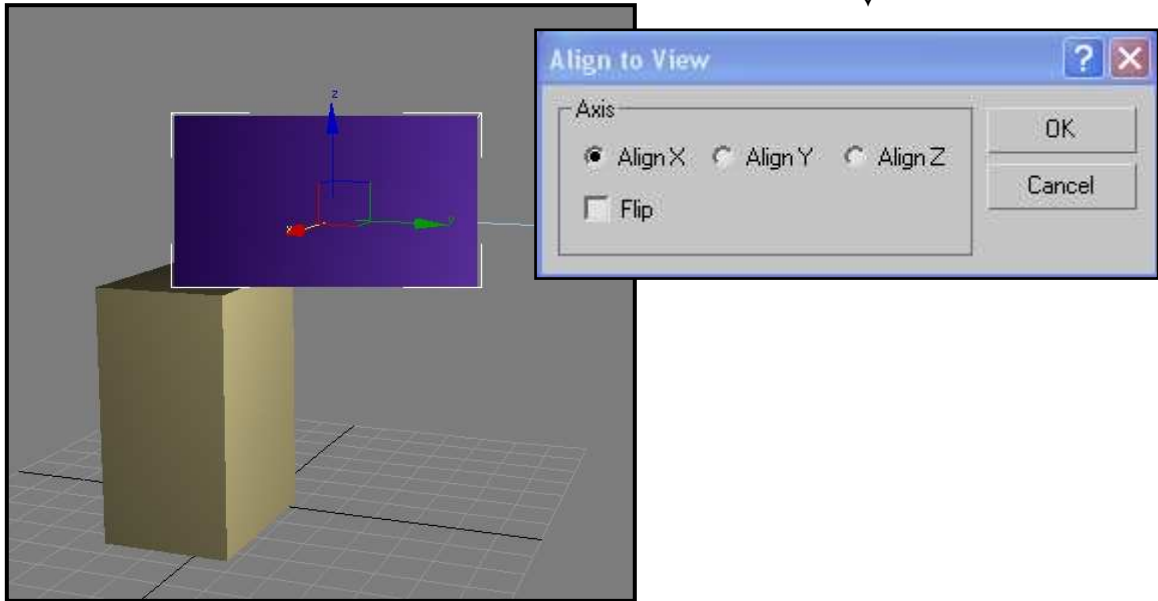 Align to View
Axis
Align X Align Y Align Z
Flip
OK
Cancel
z
x
y